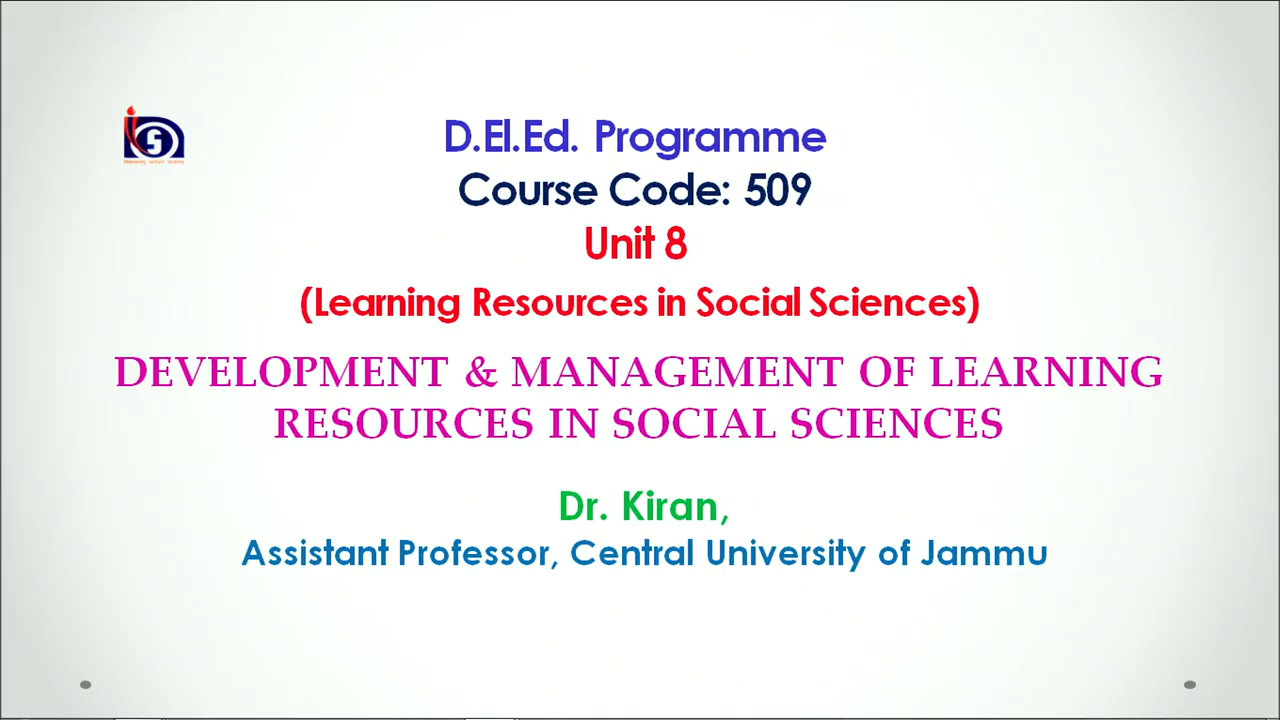 D.El.Ed. Programme
Course Code: 509
Unit 8
(Learning Resources in Social Sciences)
DEVELOPMENT & MANAGEMENT OF LEARNING
RESOURCES IN SOCIAL SCIENCES
Dr. Kiran,
Assistant Professor, Central University of Jammu